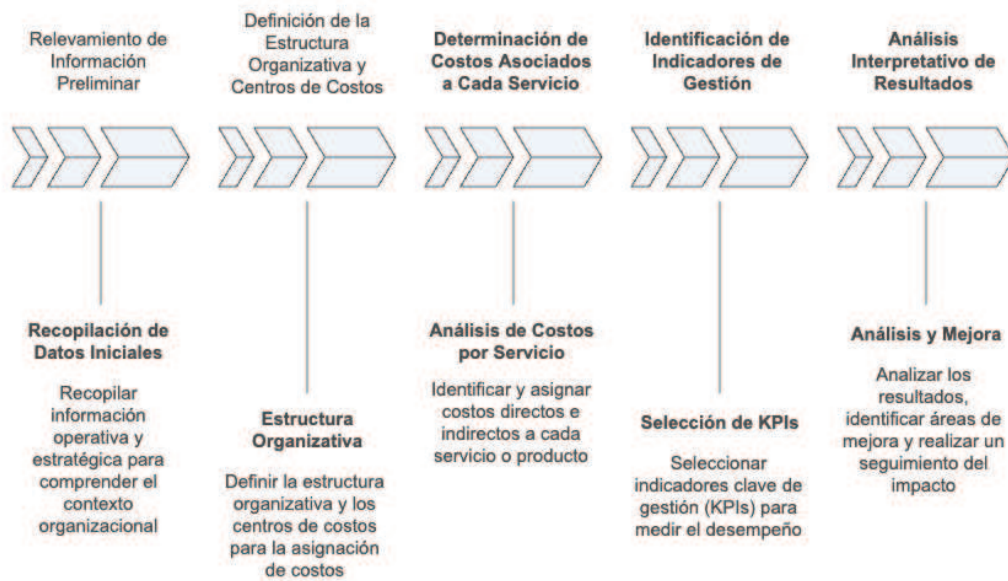 Relevamiento de
Información
Preliminar
Definición de la
Estructura
Organizativa y
Centros de Costos
Determinación de
Costos Asociados
a Cada Servicio
Identificación de
Indicadores de
Gestión
Análisis
Interpretativo de
Resultados
Recopilación de
Datos Iniciales
Recopilar
información
operativa y
estratégica para
comprender el
contexto
organizacional
Estructura
Organizativa
Definir la estructura
organizativa y los
centros de costos
para la asignación
de costos
Análisis de Costos
por Servicio
Identificar y asignar
costos directos e
indirectos a cada
servicio o producto
Selección de KPIs
Seleccionar
indicadores clave de
gestión (KPIs) para
medir el desempeño
Análisis y Mejora
Analizar los
resultados,
identificar áreas de
mejora y realizar un
seguimiento del
impacto